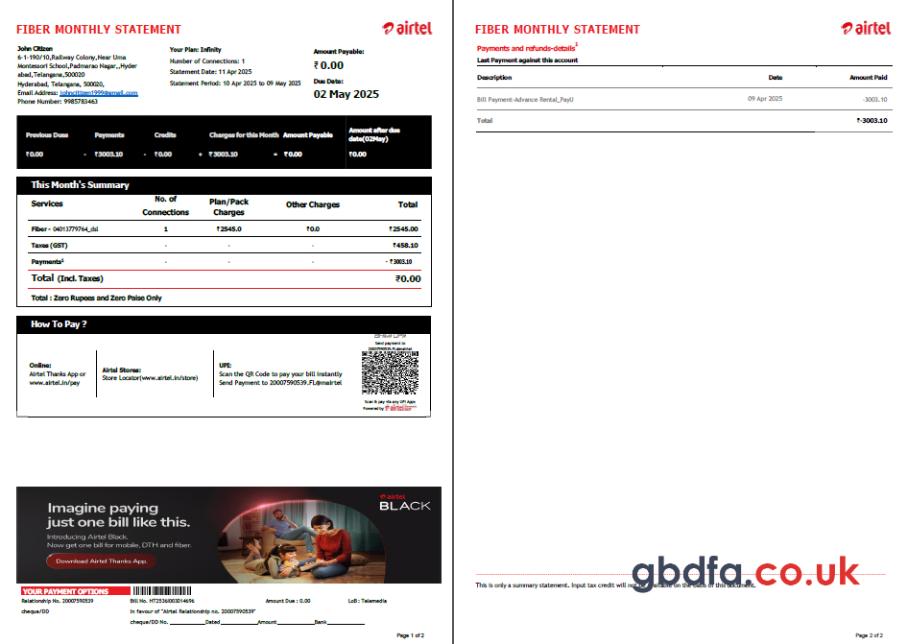 FIBER MONTHLY STATEMENT
airtel
John Citizen
6-1-190/10,Railway Colony,Near Uma
Montessori School,Padmarao Nagar,,Hyder
abad,Telangana,500020
Hyderabad, Telangana, 500020,
Email Address: johncitizen1999@gmail.com
Phone Number: 9985783463
Your Plan: Infinity
Number of Connections: 1
Statement Date: 11 Apr 2025
Statement Period: 10 Apr 2025 to 09 May 2025
Amount Payable:
₹ 0.00
Due Date:
02 May 2025
Previous Dues Payments Credits Charges for this Month Amount Payable Amount after due date(02May)
₹0.00 - ₹3003.10 - ₹0.00 + ₹3003.10 = ₹0.00 ₹0.00
This Month's Summary
Services No. of Connections Plan/Pack Charges Other Charges Total
Fiber - 04013779764_dsl 1 ₹2545.0 ₹0.0 ₹2545.00
Taxes (GST) - - - ₹458.10
Payments¹ - - - - ₹3003.10
Total (Incl. Taxes) ₹0.00
Total : Zero Rupees and Zero Paise Only
How To Pay ?
Online:
Airtel Thanks App or
www.airtel.in/pay
Airtel Stores:
Store Locator(www.airtel.in/store)
UPI:
Scan the QR Code to pay your bill instantly
Send Payment to 20007590539.FL@mairtel
Send payment to
20007590539.FL@mairtel
Scan & pay via any UPI App
Powered by
Imagine paying
just one bill like this.
Introducing Airtel Black.
Now get one bill for mobile, DTH and fiber.
Download Airtel Thanks App.
airtel
BLACK
YOUR PAYMENT OPTIONS
Relationship No. 20007590539 Bill No. Amount Due : 0.00 LoB : Telemedia
cheque/DD In favour of "Airtel Relationship no. 20007590539"
cheque/DD No. Dated Amount Bank
Page 1 of 2
FIBER MONTHLY STATEMENT
airtel
Payments and refunds-details¹
Last Payment against this account
Description Date Amount Paid
Bill Payment-Advance Rental_PayU 09 Apr 2025 -3003.10
Total ₹-3003.10
This is only a summary statement. Input tax credit will not be available on the basis of this document.
gbdfa.co.uk
Page 2 of 2